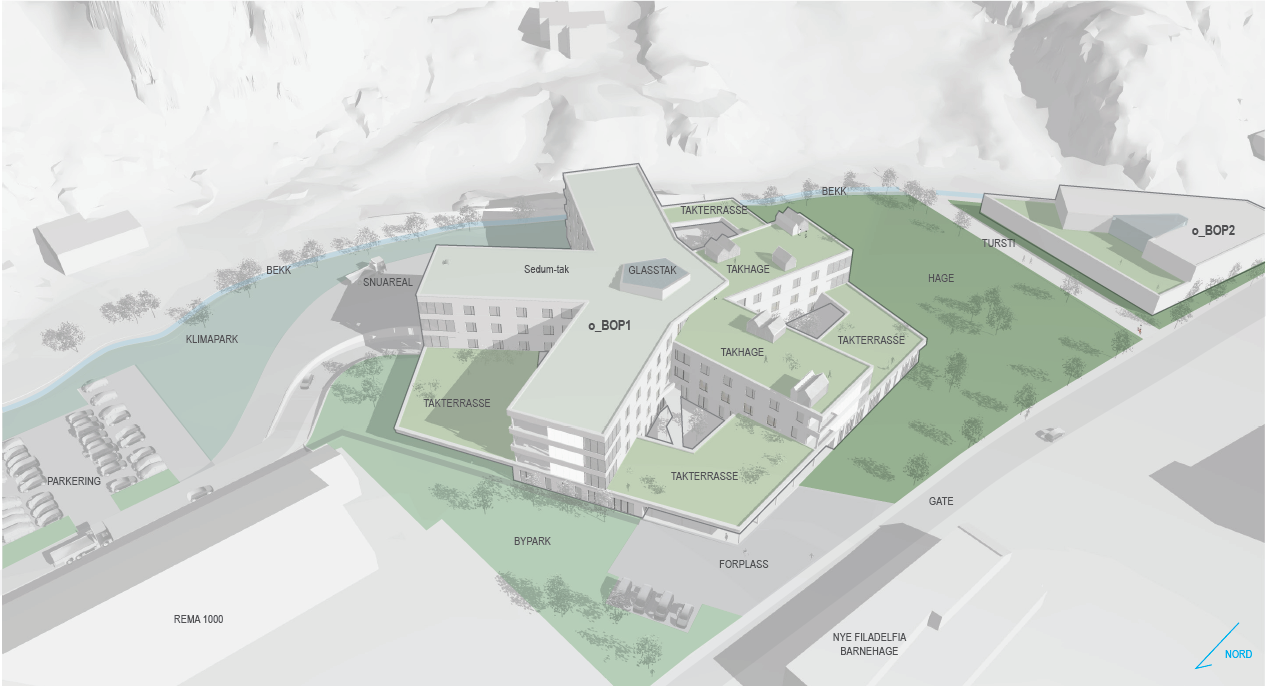 BEKK
TAKTERRASSE
o_BOP2
TURSTI
BEKK
Sedum-tak
GLASSTAK
TAKHAGE
HAGE
SNUAREAL
o_BOP1
KLIMAPARK
TAKHAGE
TAKTERRASSE
TAKTERRASSE
TAKTERRASSE
PARKERING
GATE
BYPARK
FORPLASS
REMA 1000
NYE FILADELFIA
BARNEHAGE
NORD